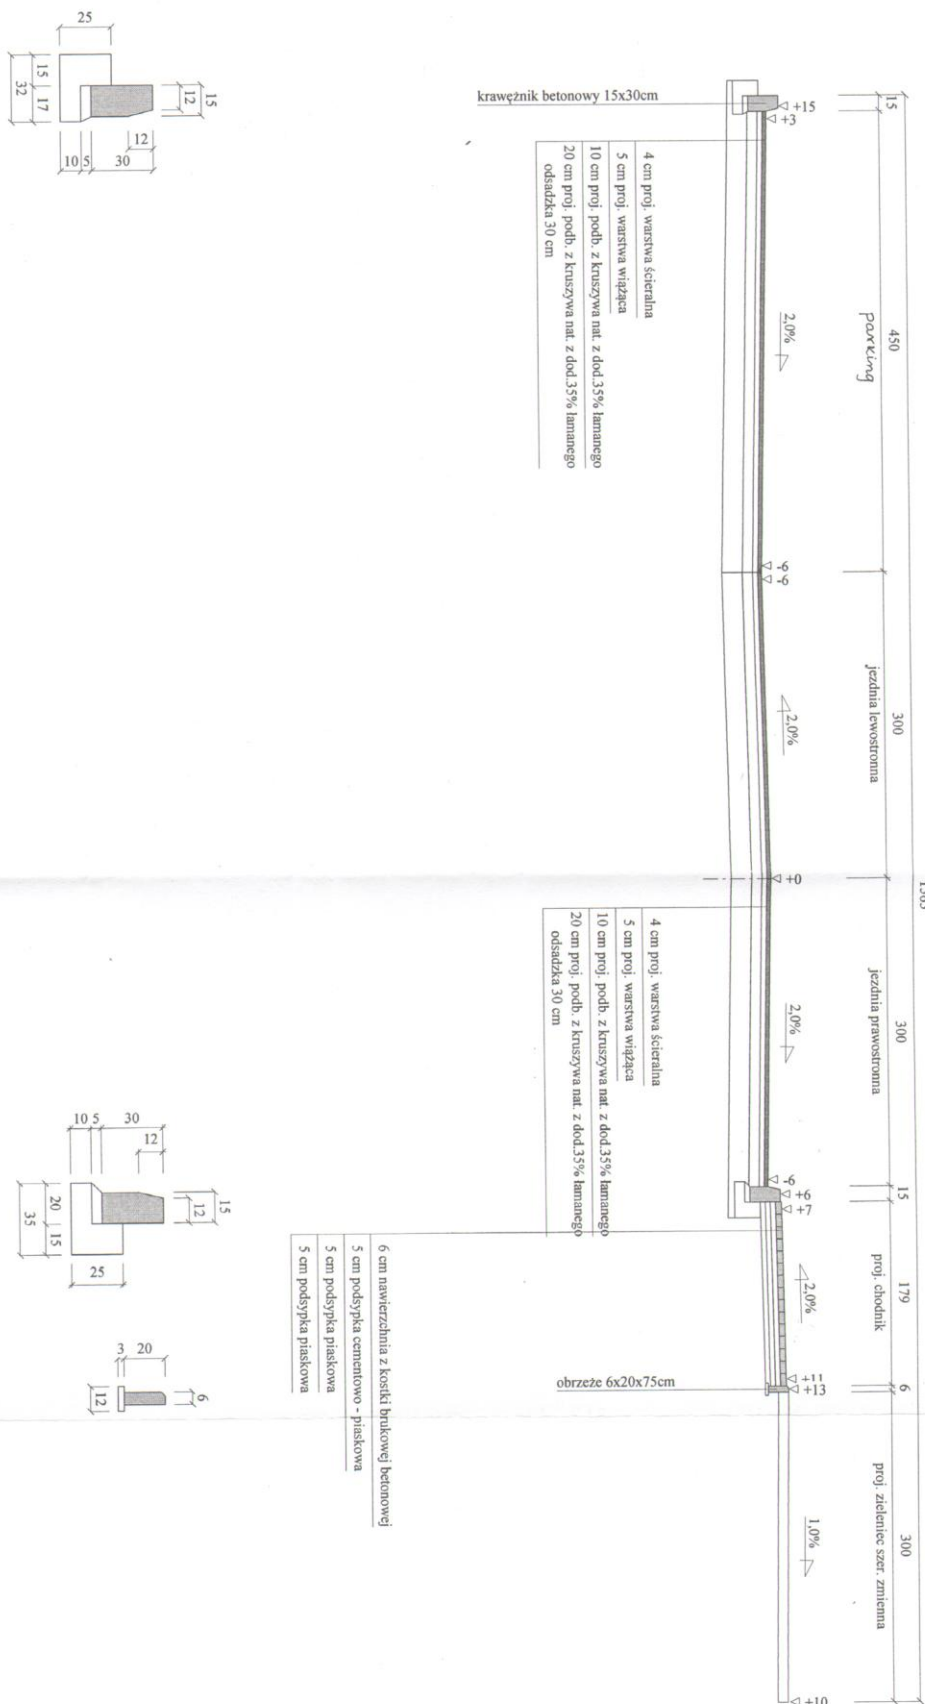 1565
15
450
300
300
15
179
6
300
parking
jezdnia lewostronna
jezdnia prawostronna
proj. chodnik
proj. zieleniec szer. zmienna
2,0%
2,0%
2,0%
2,0%
1,0%
+15
+3
-6
-6
+0
-6
+6
+7
+11
+13
+10
krawężnik betonowy 15x30cm
4 cm proj. warstwa ścieralna
5 cm proj. warstwa wiążąca
10 cm proj. podb. z kruszywa nat. z dod.35% łamanego
20 cm proj. podb. z kruszywa nat. z dod.35% łamanego
odsadzka 30 cm
4 cm proj. warstwa ścieralna
5 cm proj. warstwa wiążąca
10 cm proj. podb. z kruszywa nat. z dod.35% łamanego
20 cm proj. podb. z kruszywa nat. z dod.35% łamanego
odsadzka 30 cm
obrzeże 6x20x75cm
6 cm nawierzchnia z kostki brukowej betonowej
5 cm podsypka cementowo - piaskowa
5 cm podsypka piaskowa
5 cm podsypka piaskowa
25
15
17
32
15
12
12
10
5
30
10
5
30
12
15
12
20
15
35
25
3
20
6
12